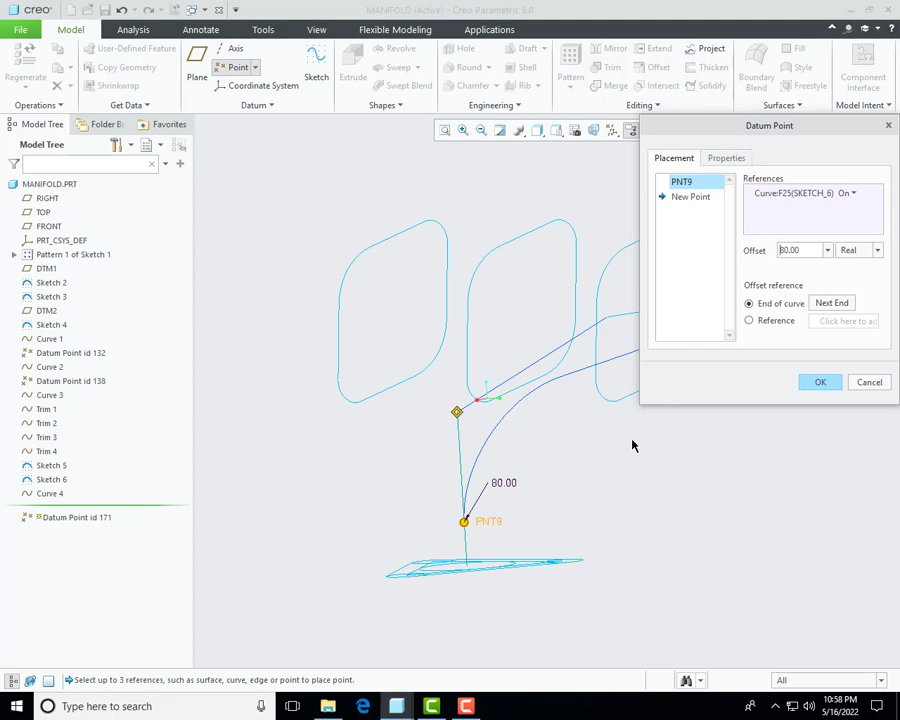 creo
MANIFOLD (Active) - Creo Parametric 6.0
File Model Analysis Annotate Tools View Flexible Modeling Applications
Regenerate
User-Defined Feature
Copy Geometry
Shrinkwrap
Plane
Axis
Point
Coordinate System
Sketch
Extrude
Revolve
Sweep
Swept Blend
Hole
Round
Chamfer
Draft
Shell
Rib
Pattern
Mirror
Trim
Merge
Extend
Offset
Intersect
Project
Thicken
Solidify
Boundary
Blend
Fill
Style
Freestyle
Component
Interface
Operations Get Data Datum Shapes Engineering Editing Surfaces Model Intent
Model Tree Folder Br Favorites
Model Tree
MANIFOLD.PRT
RIGHT
TOP
FRONT
PRT_CSYS_DEF
Pattern 1 of Sketch 1
DTM1
Sketch 2
Sketch 3
DTM2
Sketch 4
Curve 1
Datum Point id 132
Curve 2
Datum Point id 138
Curve 3
Trim 1
Trim 2
Trim 3
Trim 4
Sketch 5
Sketch 6
Curve 4
Datum Point id 171
80.00
PNT9
Datum Point
Placement Properties
PNT9
New Point
References
Curve:F25(SKETCH_6) On
Offset 80.00 Real
Offset reference
End of curve Next End
Reference Click here to ad
OK Cancel
Select up to 3 references, such as surface, curve, edge or point to place point.
All
Type here to search
10:58 PM
5/16/2022